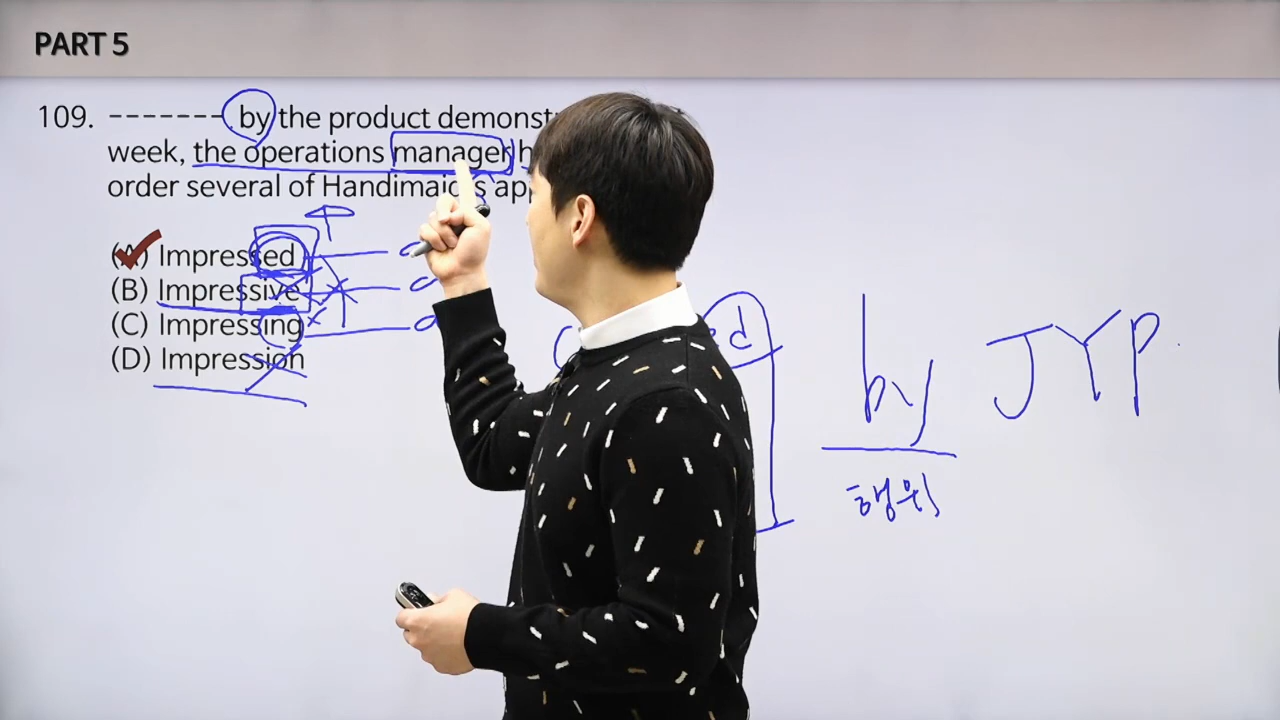 PART 5
109. ------- by the product demonst
week, the operations manager h
order several of Handimaid's ap
(A) Impressed
(B) Impressive
(C) Impressing
(D) Impression
d
by JYP
행위